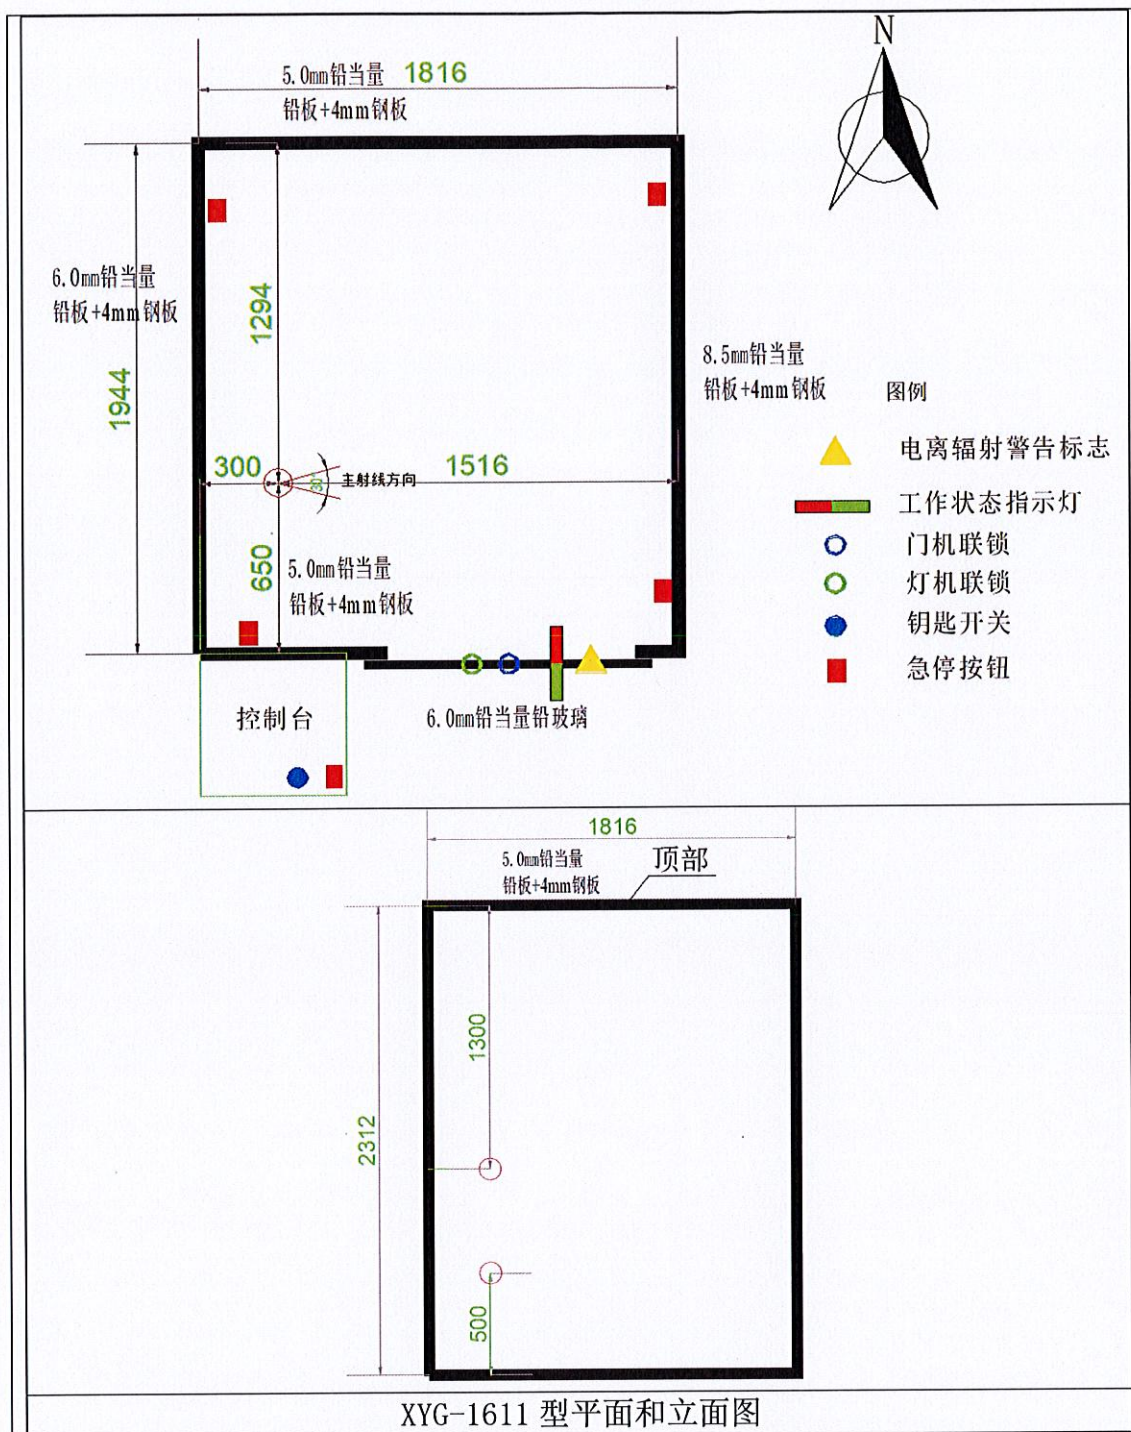 N
5.0mm铅当量 1816
铅板+4mm钢板
6.0mm铅当量
铅板+4mm钢板
1294
1944
8.5mm铅当量
铅板+4mm钢板
图例
电离辐射警告标志
300
30°
主射线方向
1516
工作状态指示灯
门机联锁
650
5.0mm铅当量
铅板+4mm钢板
灯机联锁
钥匙开关
急停按钮
控制台
6.0mm铅当量铅玻璃
1816
5.0mm铅当量
铅板+4mm钢板
顶部
1300
2312
500
XYG-1611 型平面和立面图